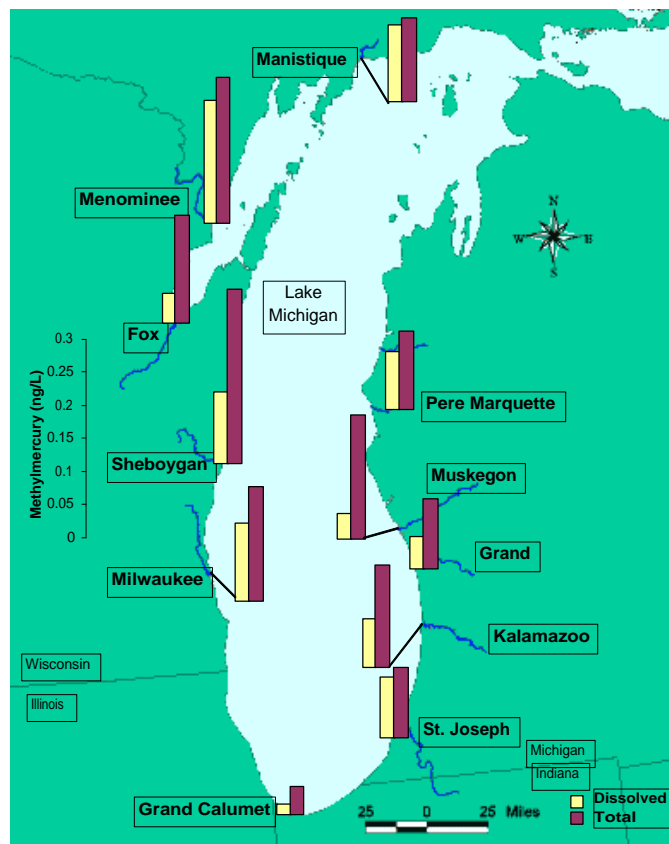 Manistique
Menominee
N
W E
S
Lake
Michigan
Fox
0.3
0.25
0.2
0.15
0.1
0.05
0
Methylmercury (ng/L)
Pere Marquette
Sheboygan
Muskegon
Grand
Milwaukee
Kalamazoo
Wisconsin
Illinois
St. Joseph
Michigan
Indiana
Grand Calumet
25 0 25 Miles
Dissolved
Total